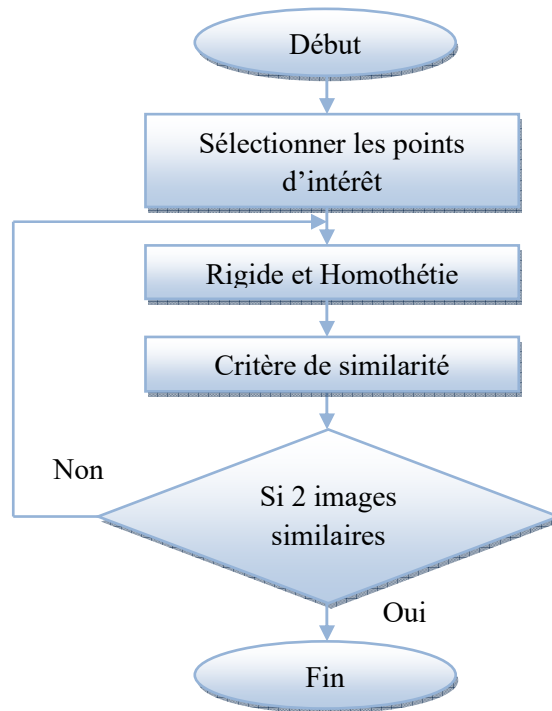 Début
Sélectionner les points
d’intérêt
Rigide et Homothétie
Critère de similarité
Non
Si 2 images
similaires
Oui
Fin